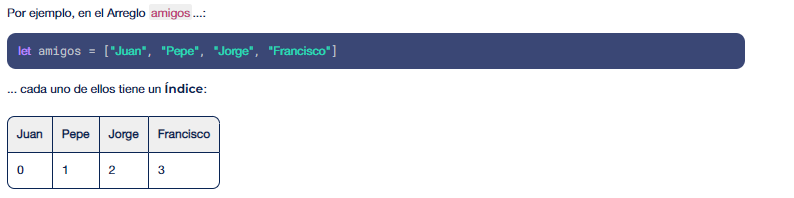 Por ejemplo, en el Arreglo amigos ...:
let amigos = ["Juan", "Pepe", "Jorge", "Francisco"]
... cada uno de ellos tiene un Índice:
Juan Pepe Jorge Francisco
0 1 2 3